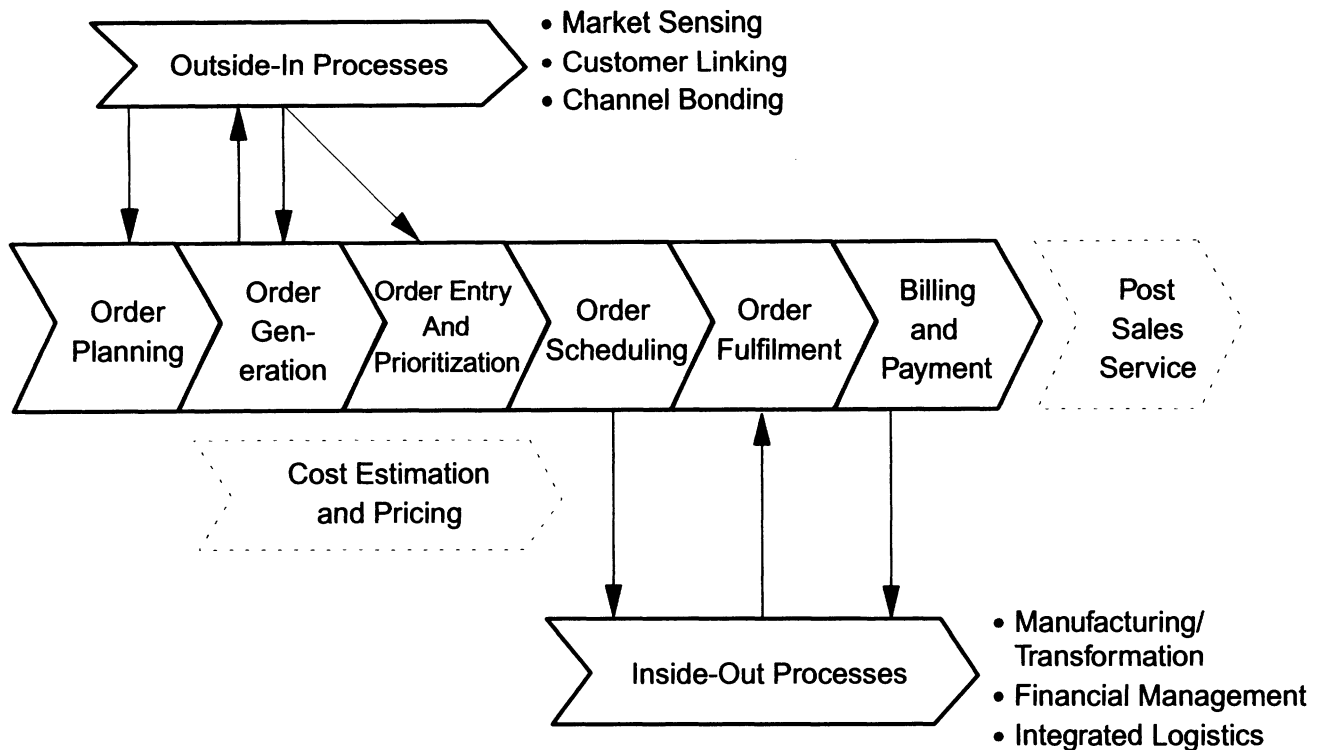 Outside-In Processes
• Market Sensing
• Customer Linking
• Channel Bonding
Order
Planning
Order
Gen-
eration
Order Entry
And
Prioritization
Order
Scheduling
Order
Fulfilment
Billing
and
Payment
Post
Sales
Service
Cost Estimation
and Pricing
Inside-Out Processes
• Manufacturing/
Transformation
• Financial Management
• Integrated Logistics